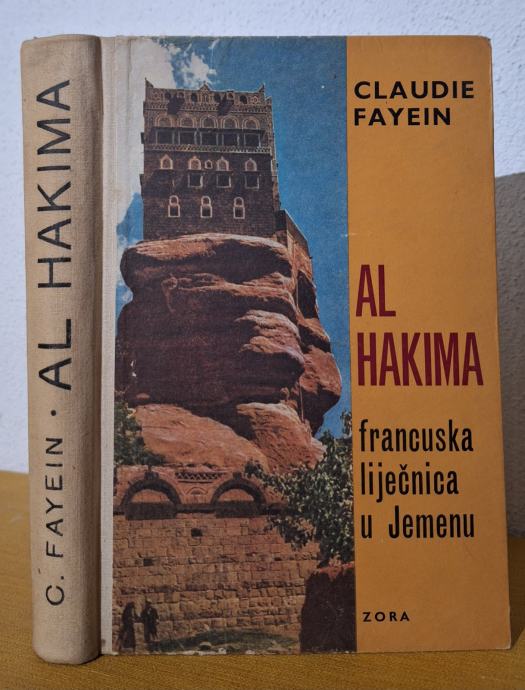 C. FAYEIN · AL HAKIMA
CLAUDIE
FAYEIN
AL
HAKIMA
francuska
liječnica
u Jemenu
ZORA